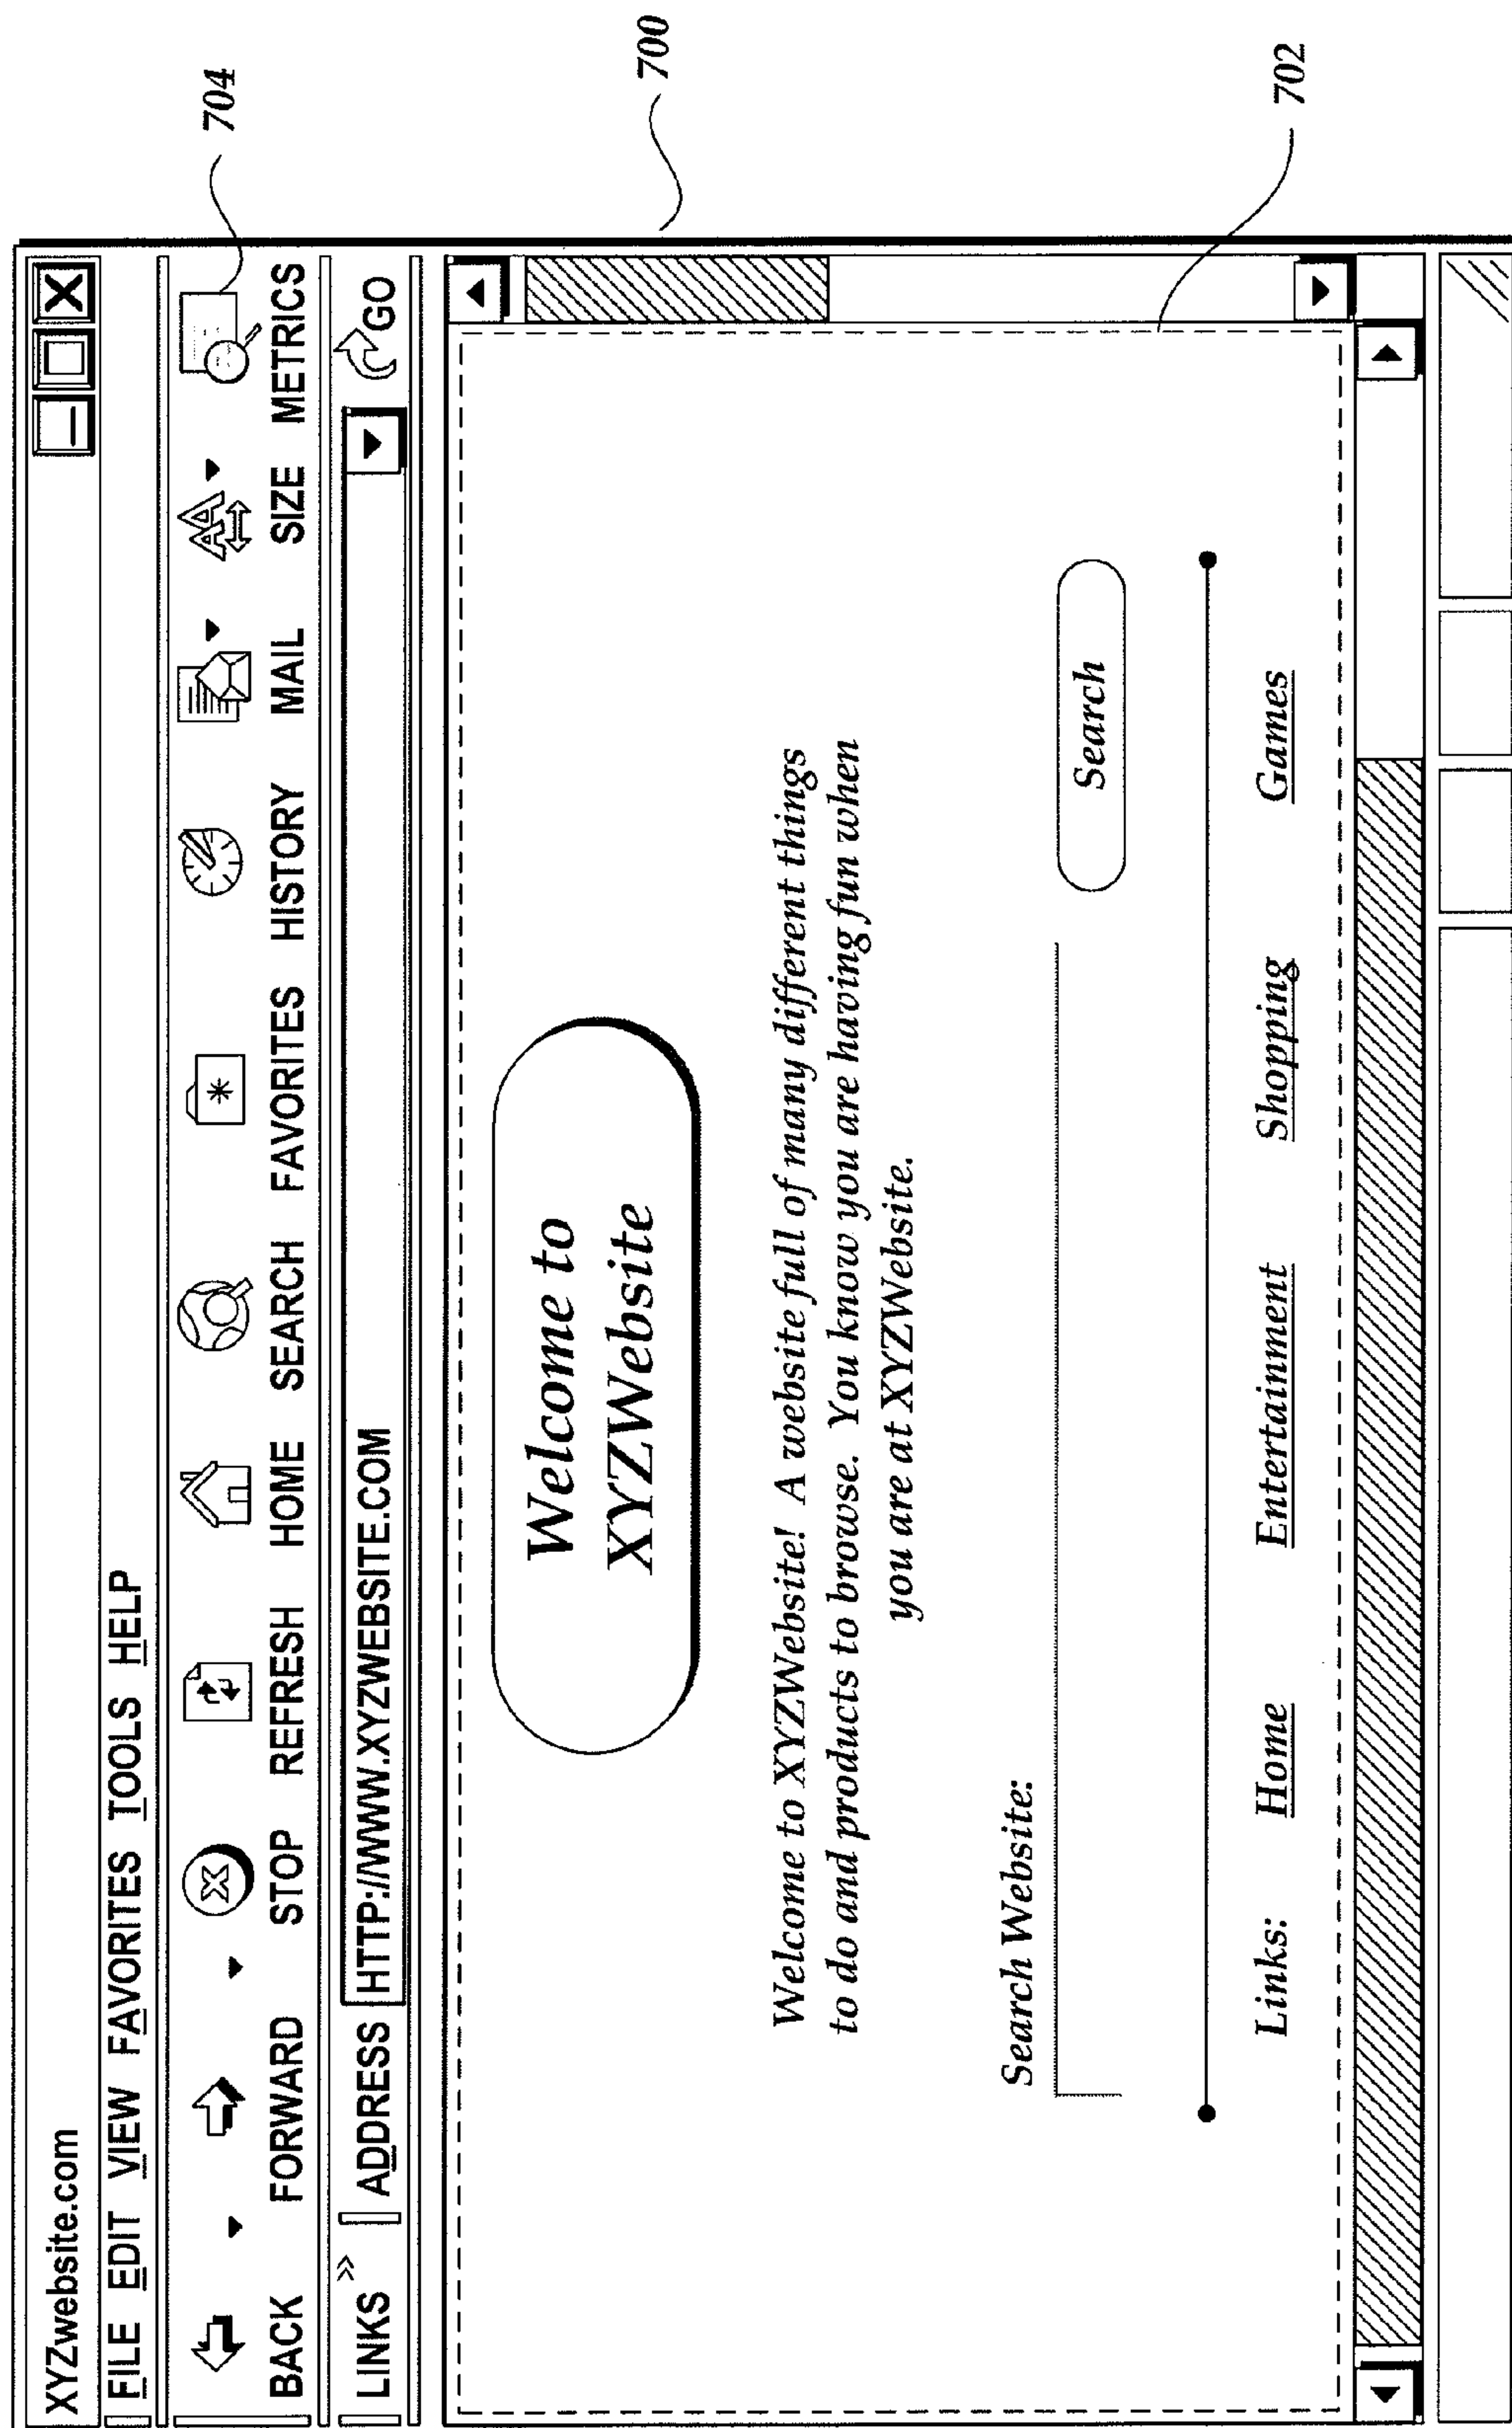 XYZwebsite.com
FILE EDIT VIEW FAVORITES TOOLS HELP
BACK FORWARD STOP REFRESH HOME SEARCH FAVORITES HISTORY MAIL SIZE METRICS
704
LINKS » ADDRESS HTTP://WWW.XYZWEBSITE.COM GO
700
Welcome to
XYZWebsite
Welcome to XYZWebsite! A website full of many different things
to do and products to browse. You know you are having fun when
you are at XYZWebsite.
Search Website:
Search
Links: Home Entertainment Shopping Games
702